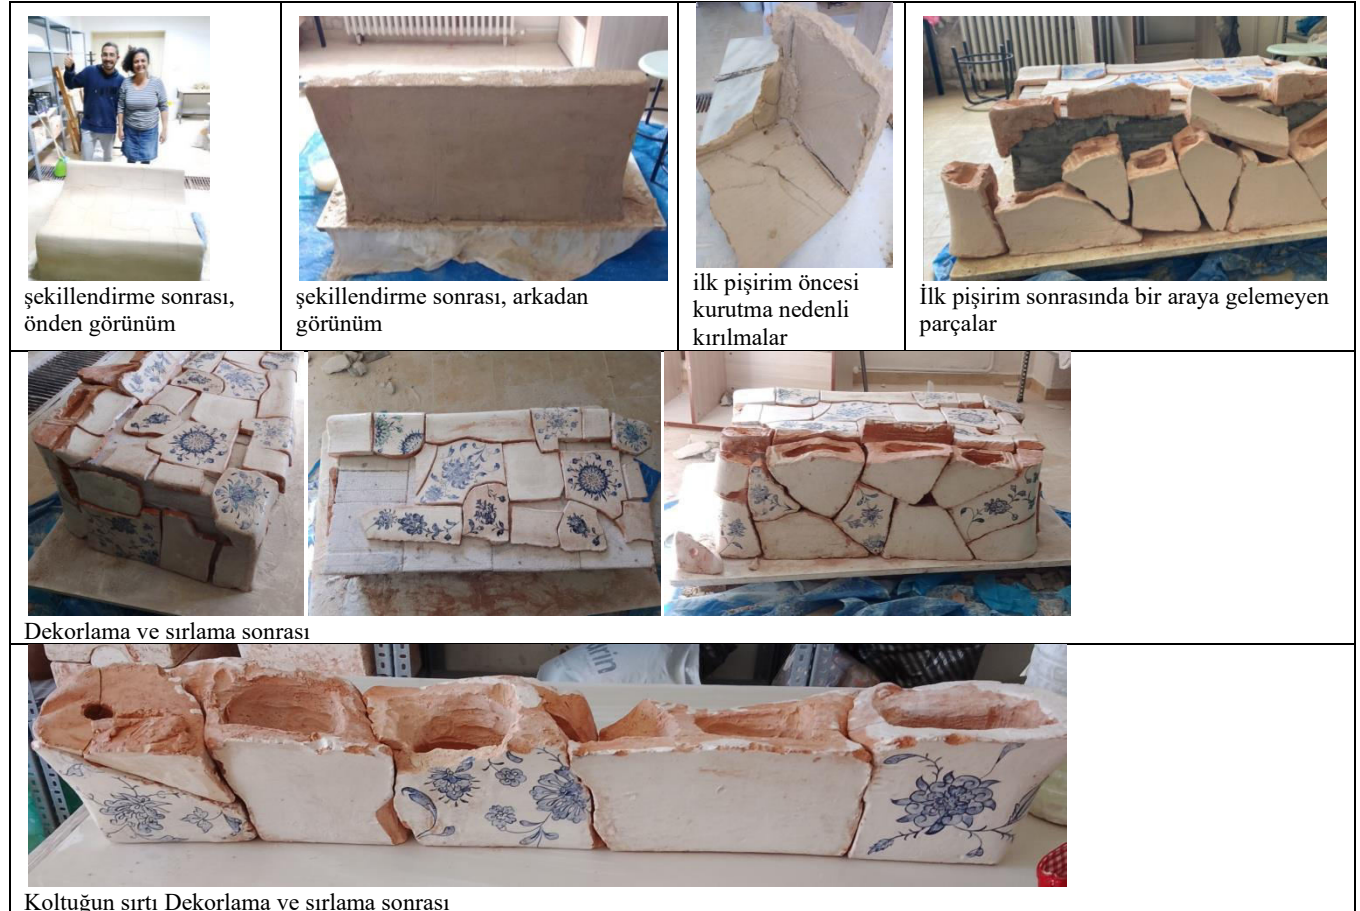 şekillendirme sonrası,
önden görünüm
şekillendirme sonrası, arkadan
görünüm
ilk pişirim öncesi
kurutma nedenli
kırılmalar
İlk pişirim sonrasında bir araya gelemeyen
parçalar
Dekorlama ve sırlama sonrası
Koltuğun sırtı Dekorlama ve sırlama sonrası